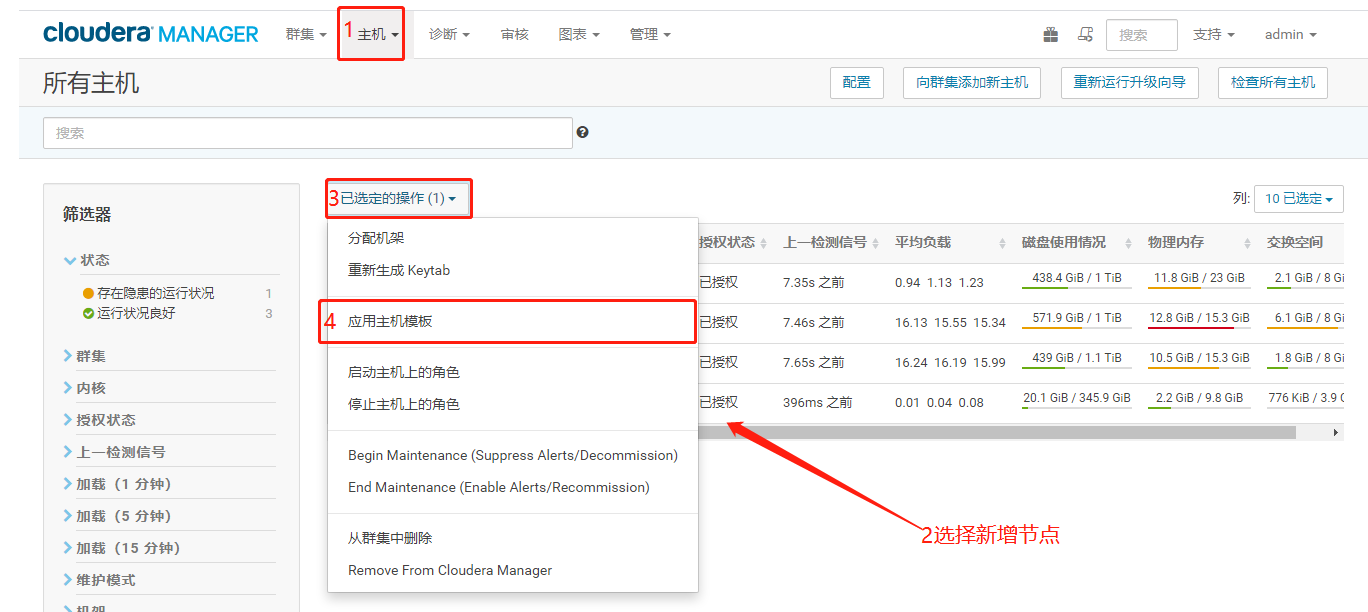 cloudera MANAGER 群集 1 主机 诊断 审核 图表 管理 搜索 支持 admin
所有主机 配置 向群集添加新主机 重新运行升级向导 检查所有主机
搜索
筛选器
状态
存在隐患的运行状况 1
运行状况良好 3
群集
内核
授权状态
上一检测信号
加载（1 分钟）
加载（5 分钟）
加载（15 分钟）
维护模式
机架
3已选定的操作 (1)
列: 10 已选定
分配机架
重新生成 Keytab
4 应用主机模板
启动主机上的角色
停止主机上的角色
Begin Maintenance (Suppress Alerts/Decommission)
End Maintenance (Enable Alerts/Recommission)
从群集中删除
Remove From Cloudera Manager
授权状态 上一检测信号 平均负载 磁盘使用情况 物理内存 交换空间
已授权 7.35s 之前 0.94 1.13 1.23 438.4 GiB / 1 TiB 11.8 GiB / 23 GiB 2.1 GiB / 8 Gi
已授权 7.46s 之前 16.13 15.55 15.34 571.9 GiB / 1 TiB 12.8 GiB / 15.3 GiB 6.1 GiB / 8 Gi
已授权 7.65s 之前 16.24 16.19 15.99 439 GiB / 1.1 TiB 10.5 GiB / 15.3 GiB 1.8 GiB / 8 Gi
已授权 396ms 之前 0.01 0.04 0.08 20.1 GiB / 345.9 GiB 2.2 GiB / 9.8 GiB 776 KiB / 3.9 G
2选择新增节点